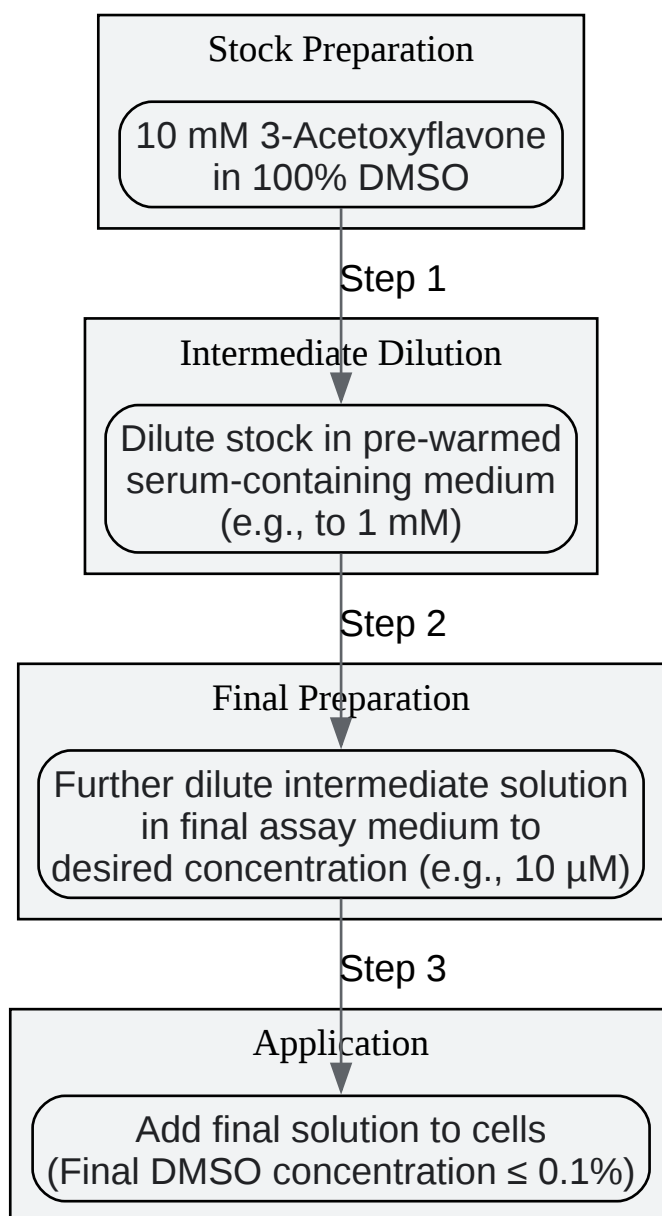 Stock Preparation
10 mM 3-Acetoxyflavone
in 100% DMSO
Step 1
Intermediate Dilution
Dilute stock in pre-warmed
serum-containing medium
(e.g., to 1 mM)
Step 2
Final Preparation
Further dilute intermediate solution
in final assay medium to
desired concentration (e.g., 10 µM)
Step 3
Application
Add final solution to cells
(Final DMSO concentration ≤ 0.1%)